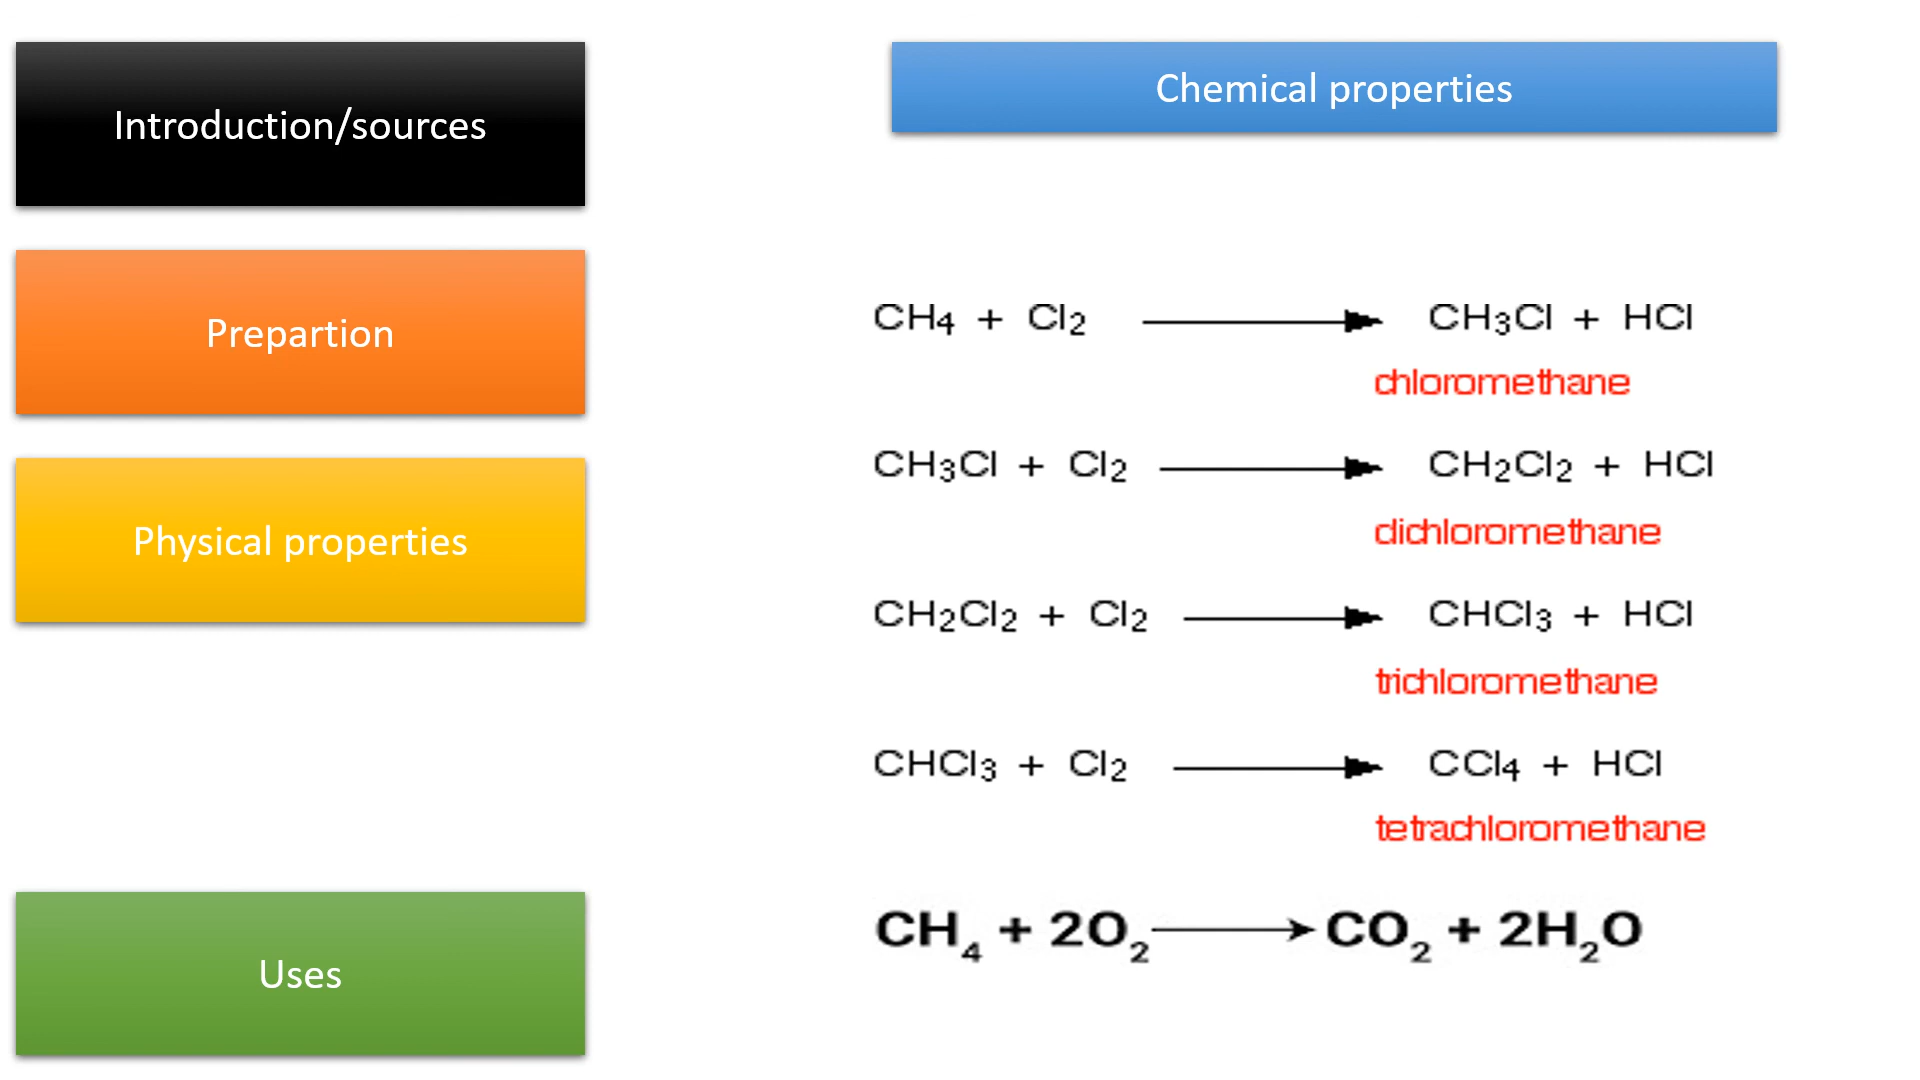 Introduction/sources
Prepartion
Physical properties
Uses
Chemical properties
CH₄ + Cl₂ ⟶ CH₃Cl + HCl
chloromethane
CH₃Cl + Cl₂ ⟶ CH₂Cl₂ + HCl
dichloromethane
CH₂Cl₂ + Cl₂ ⟶ CHCl₃ + HCl
trichloromethane
CHCl₃ + Cl₂ ⟶ CCl₄ + HCl
tetrachloromethane
CH₄ + 2O₂ ⟶ CO₂ + 2H₂O